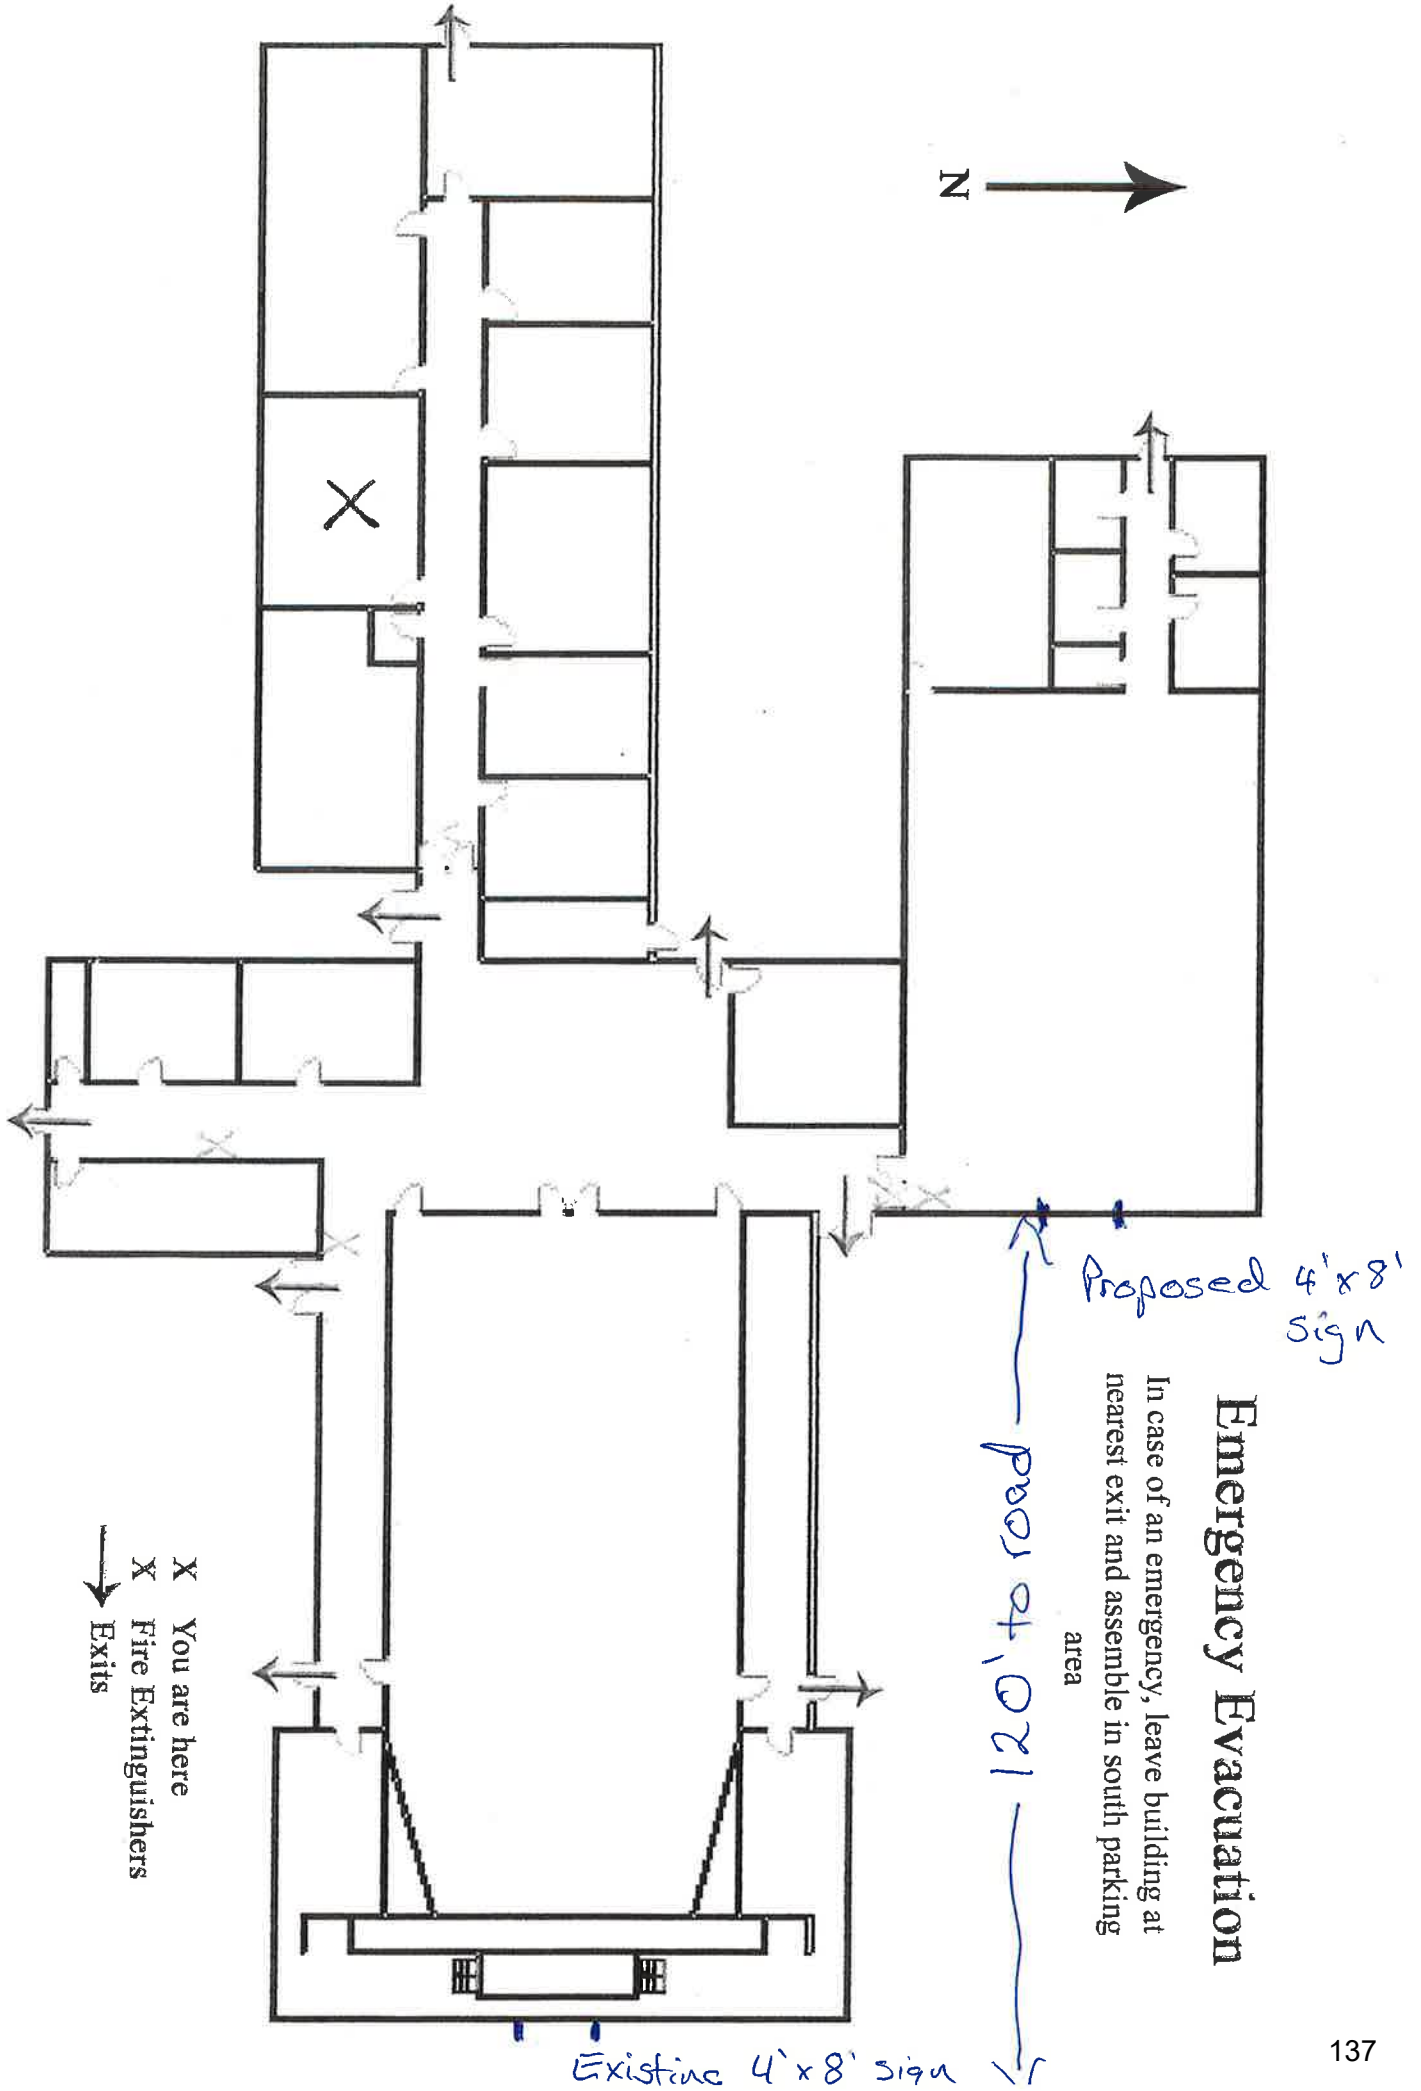 N
Proposed 4'x8'
sign
Emergency Evacuation
In case of an emergency, leave building at
nearest exit and assemble in south parking
area
120' to road
X You are here
X Fire Extinguishers
Exits
Existing 4'x8' sign
137